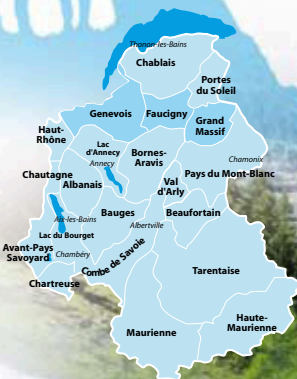 Thonon-les-Bains
Chablais
Portes
du Soleil
Genevois
Faucigny
Grand
Massif
Haut-
Rhône
Lac
d'Annecy
Annecy
Bornes-
Aravis
Chamonix
Chautagne
Albanais
Val
d'Arly
Pays du Mont-Blanc
Bauges
Beaufortain
Aix-les-Bains
Albertville
Lac du Bourget
Avant-Pays
Savoyard
Chambéry
Combe de Savoie
Chartreuse
Tarentaise
Maurienne
Haute-
Maurienne